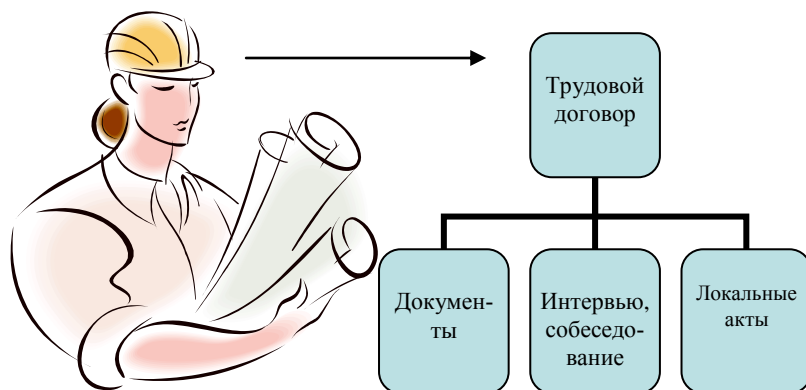 Трудовой
договор
Докумен-
ты
Интервью,
собеседо-
вание
Локальные
акты